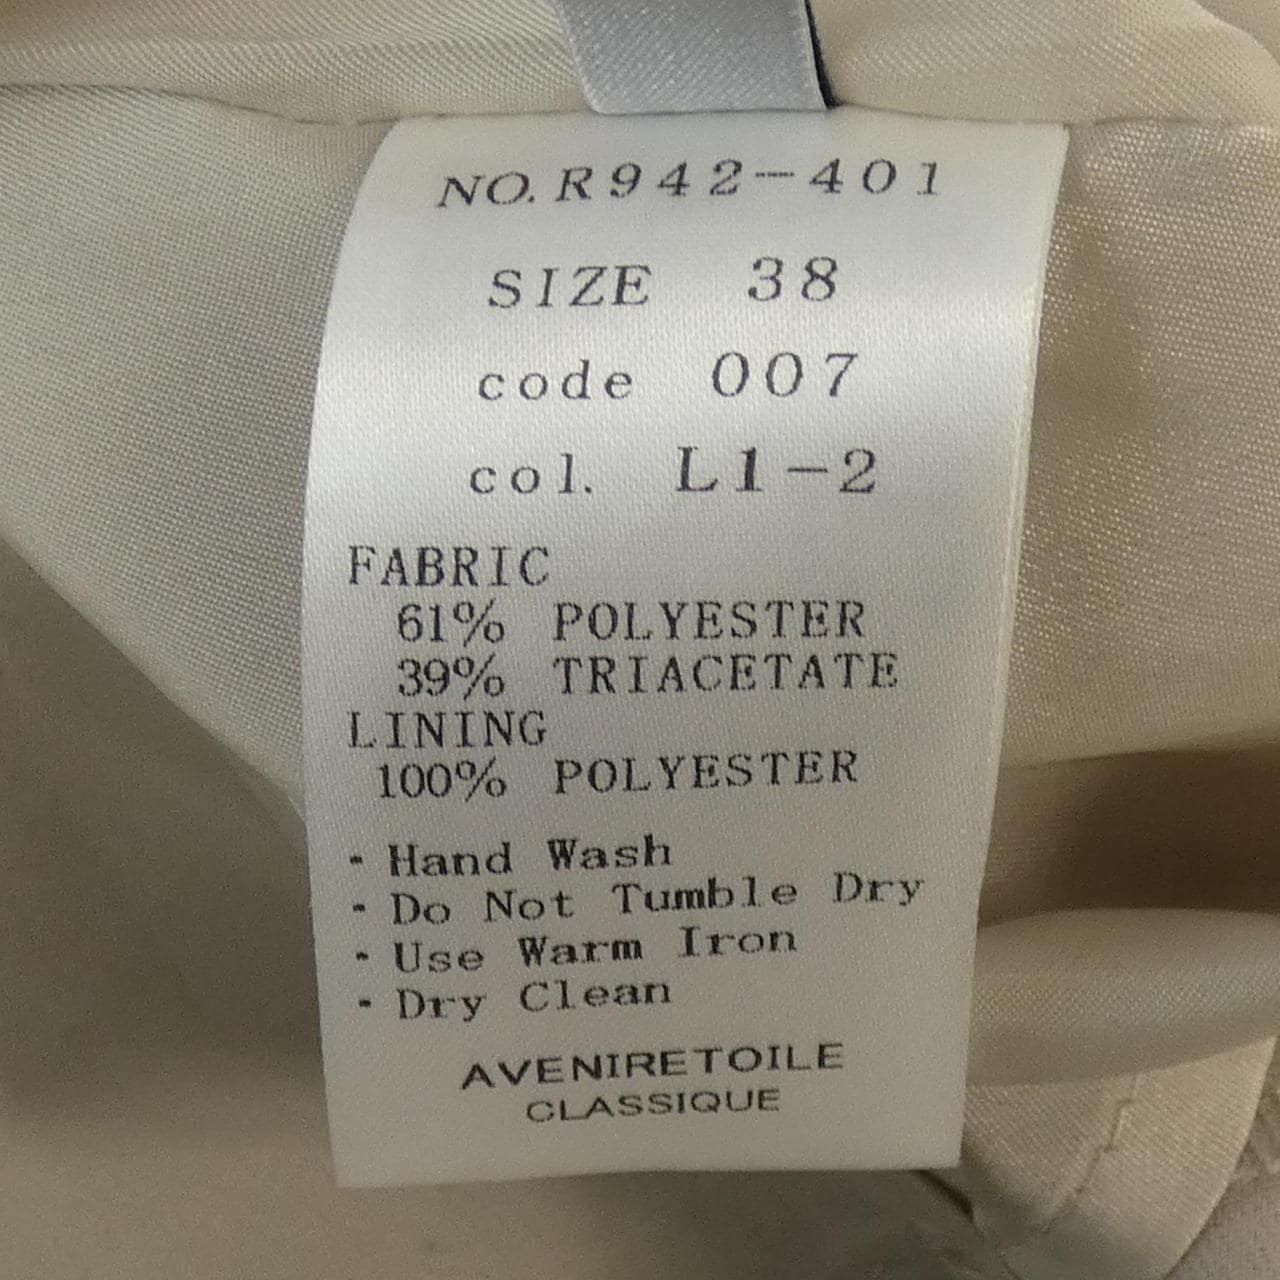 NO. R942-401
SIZE 38
code 007
col. L1-2
FABRIC
61% POLYESTER
39% TRIACETATE
LINING
100% POLYESTER
- Hand Wash
- Do Not Tumble Dry
- Use Warm Iron
- Dry Clean
AVENIRETOILE
CLASSIQUE